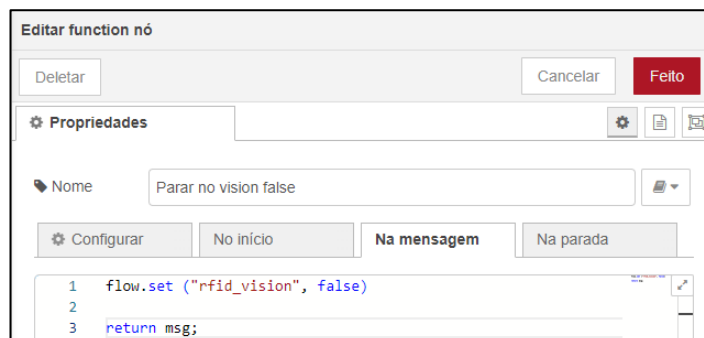 Editar function nó
Deletar
Cancelar
Feito
Propriedades
Nome
Parar no vision false
Configurar
No início
Na mensagem
Na parada
1 flow.set ("rfid_vision", false)
2
3 return msg;